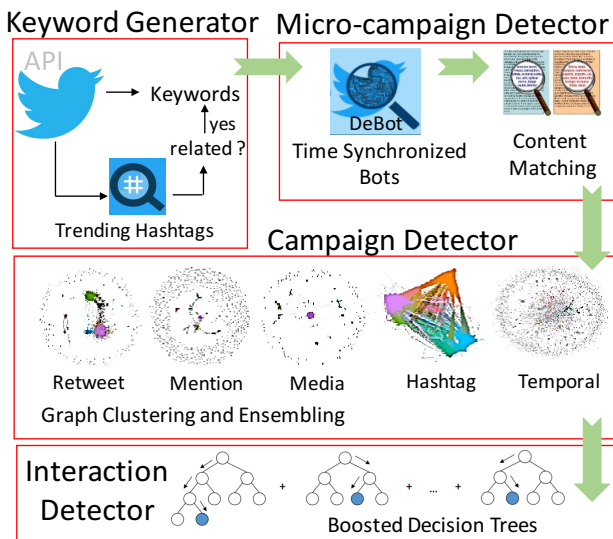 Keyword Generator
API
Keywords
yes
related ?
#
Trending Hashtags
Micro-campaign Detector
DeBot
Time Synchronized
Bots
Content
Matching
Campaign Detector
Retweet
Mention
Media
Hashtag
Temporal
Graph Clustering and Ensembling
Interaction
Detector
+ + ... +
Boosted Decision Trees